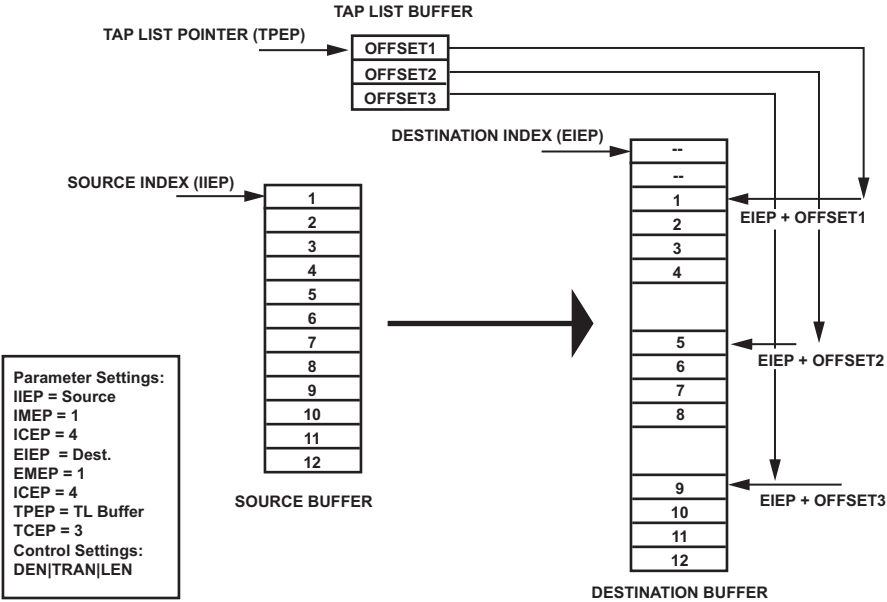 TAP LIST BUFFER
TAP LIST POINTER (TPEP)
OFFSET1
OFFSET2
OFFSET3
DESTINATION INDEX (EIEP)
--
--
1
2
3
4
5
6
7
8
9
10
11
12
EIEP + OFFSET1
EIEP + OFFSET2
EIEP + OFFSET3
DESTINATION BUFFER
SOURCE INDEX (IIEP)
1
2
3
4
5
6
7
8
9
10
11
12
SOURCE BUFFER
Parameter Settings:
IIEP = Source
IMEP = 1
ICEP = 4
EIEP = Dest.
EMEP = 1
ICEP = 4
TPEP = TL Buffer
TCEP = 3
Control Settings:
DEN|TRAN|LEN